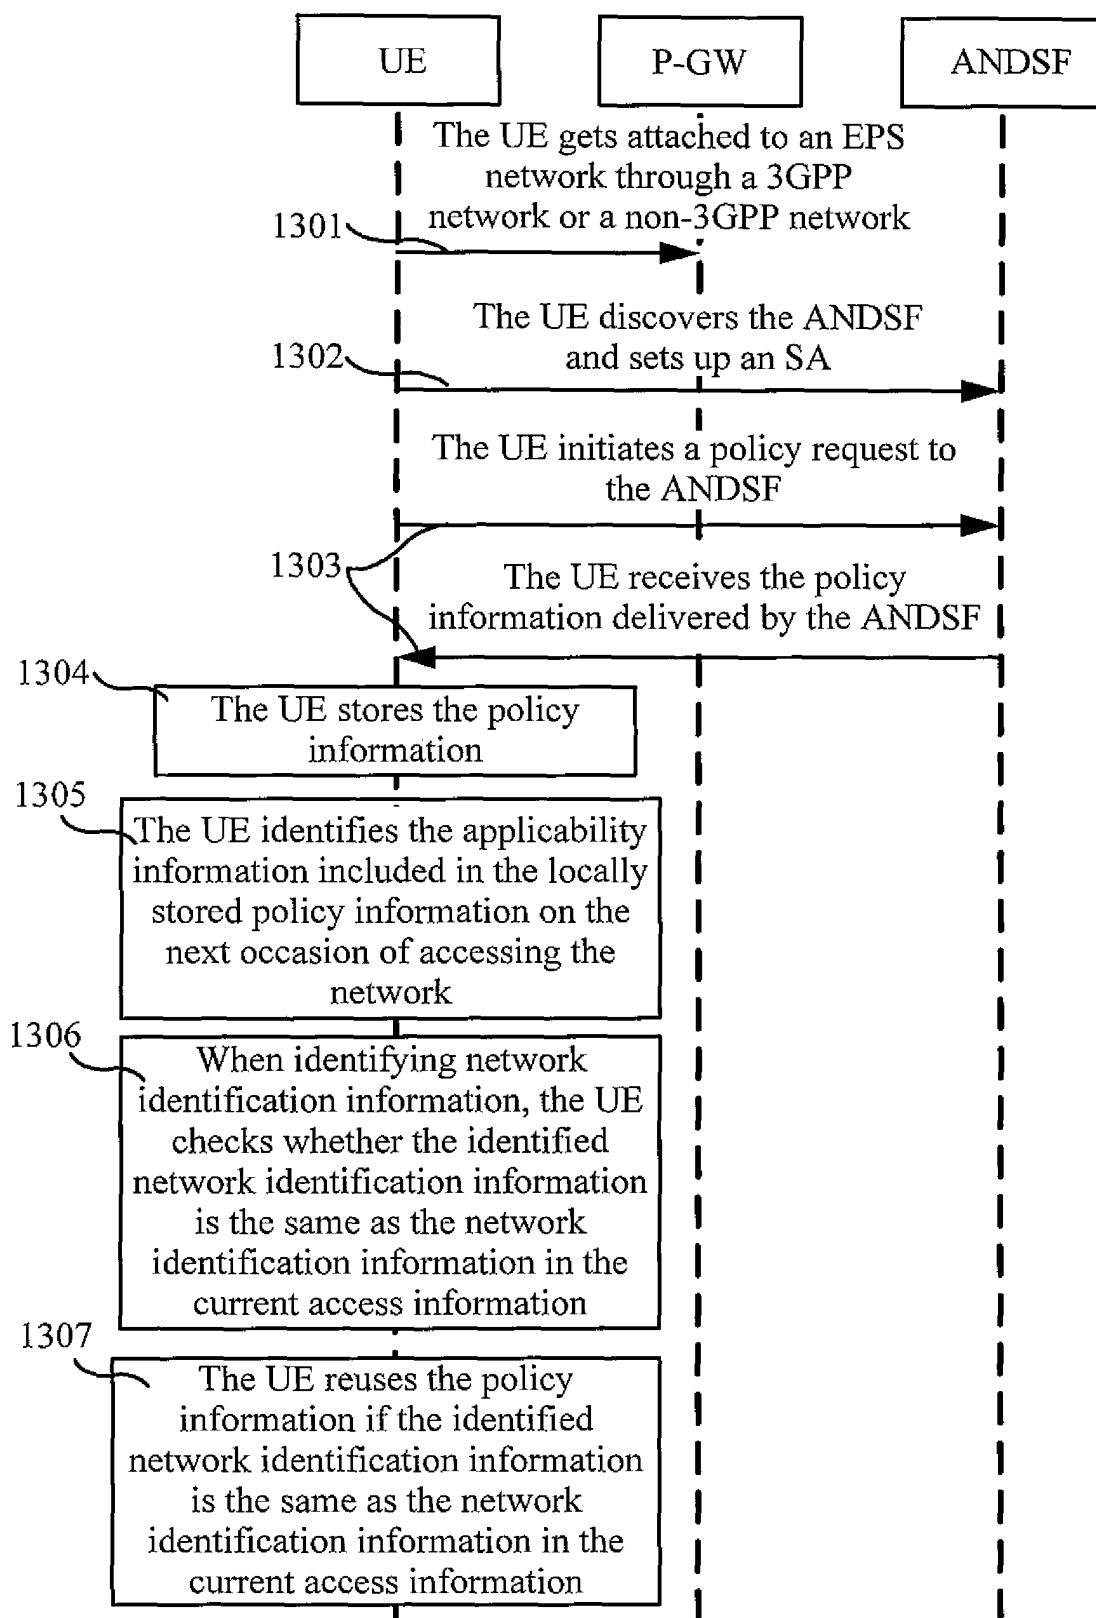 UE
P-GW
ANDSF
The UE gets attached to an EPS
network through a 3GPP
network or a non-3GPP network
1301
The UE discovers the ANDSF
and sets up an SA
1302
The UE initiates a policy request to
the ANDSF
1303
The UE receives the policy
information delivered by the ANDSF
1304
The UE stores the policy
information
1305
The UE identifies the applicability
information included in the locally
stored policy information on the
next occasion of accessing the
network
1306
When identifying network
identification information, the UE
checks whether the identified
network identification information
is the same as the network
identification information in the
current access information
1307
The UE reuses the policy
information if the identified
network identification information
is the same as the network
identification information in the
current access information